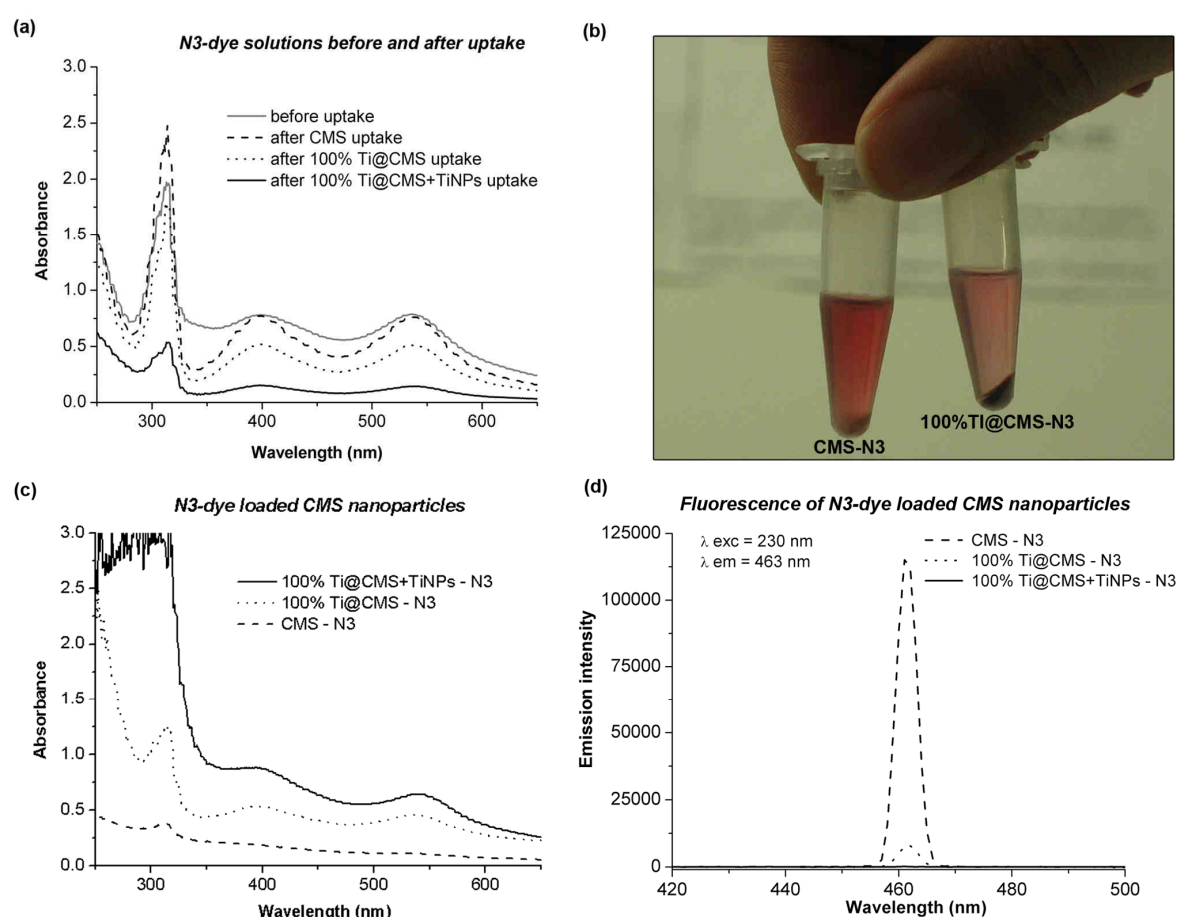 (a)
N3-dye solutions before and after uptake
3.0
2.5
2.0
1.5
1.0
0.5
0.0
Absorbance
before uptake
after CMS uptake
after 100% Ti@CMS uptake
after 100% Ti@CMS+TiNPs uptake
300
400
500
600
Wavelength (nm)
(b)
CMS-N3
100%TI@CMS-N3
(c)
N3-dye loaded CMS nanoparticles
3.0
2.5
2.0
1.5
1.0
0.5
0.0
Absorbance
100% Ti@CMS+TiNPs - N3
100% Ti@CMS - N3
CMS - N3
300
400
500
600
Wavelength (nm)
(d)
Fluorescence of N3-dye loaded CMS nanoparticles
125000
100000
75000
50000
25000
0
Emission intensity
λ exc = 230 nm
λ em = 463 nm
CMS - N3
100% Ti@CMS - N3
100% Ti@CMS+TiNPs - N3
420
440
460
480
500
Wavelength (nm)